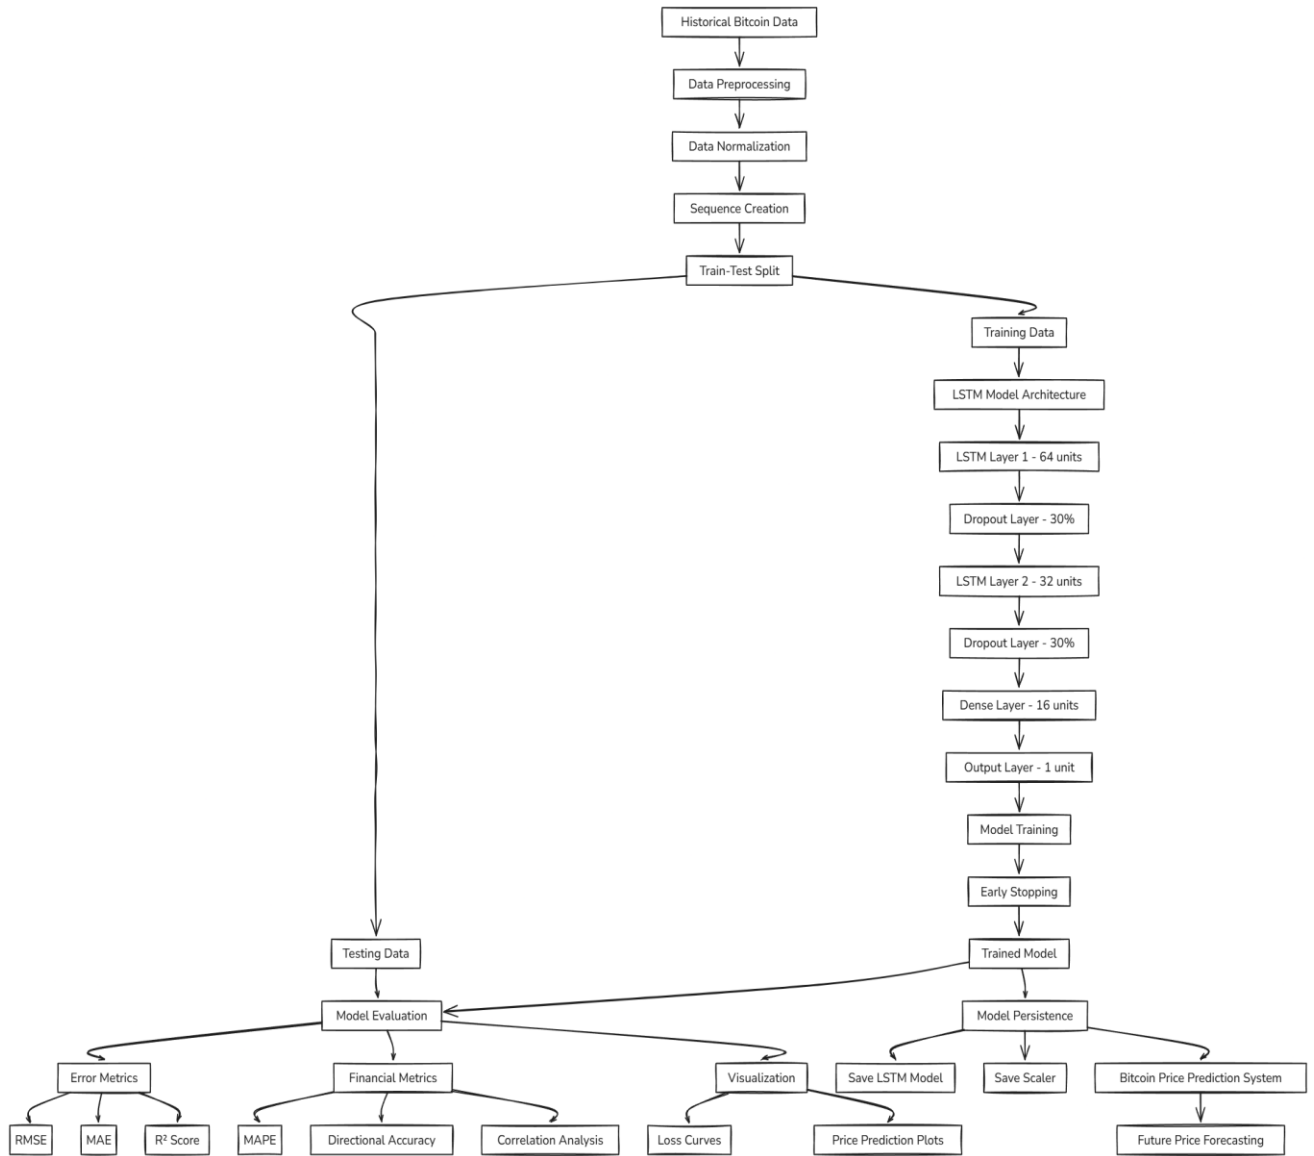 Historical Bitcoin Data
Data Preprocessing
Data Normalization
Sequence Creation
Train-Test Split
Training Data
LSTM Model Architecture
LSTM Layer 1 - 64 units
Dropout Layer - 30%
LSTM Layer 2 - 32 units
Dropout Layer - 30%
Dense Layer - 16 units
Output Layer - 1 unit
Model Training
Early Stopping
Testing Data
Trained Model
Model Evaluation
Model Persistence
Error Metrics
Financial Metrics
Visualization
Save LSTM Model
Save Scaler
Bitcoin Price Prediction System
RMSE
MAE
R² Score
MAPE
Directional Accuracy
Correlation Analysis
Loss Curves
Price Prediction Plots
Future Price Forecasting